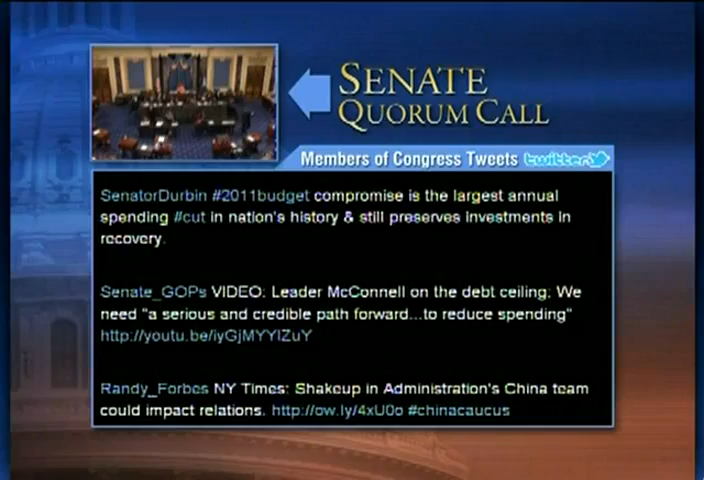 SENATE
QUORUM CALL
Members of Congress Tweets twitter
SenatorDurbin #2011budget compromise is the largest annual
spending #cut in nation's history & still preserves investments in
recovery.
Senate_GOPs VIDEO: Leader McConnell on the debt ceiling: We
need "a serious and credible path forward...to reduce spending"
http://youtu.be/iyGjMYYlZuY
Randy_Forbes NY Times: Shakeup in Administration's China team
could impact relations. http://ow.ly/4xU0o #chinacaucus